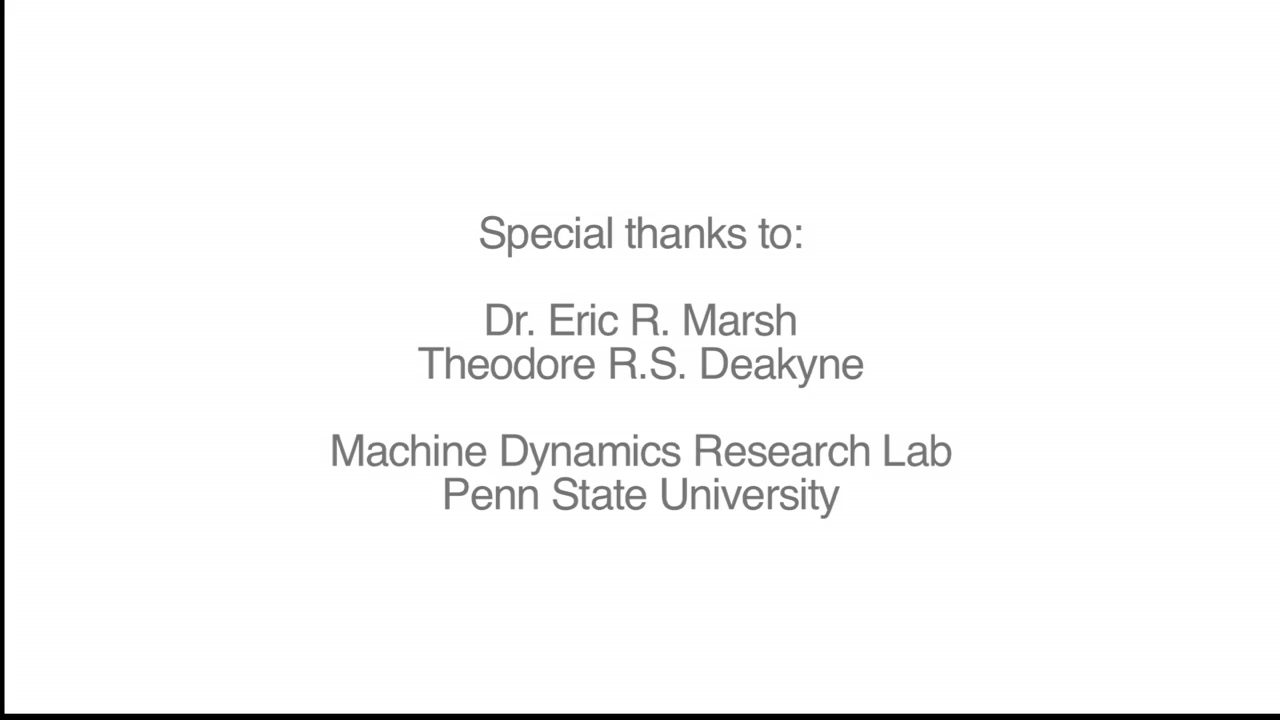 Special thanks to:
Dr. Eric R. Marsh
Theodore R.S. Deakyne
Machine Dynamics Research Lab
Penn State University